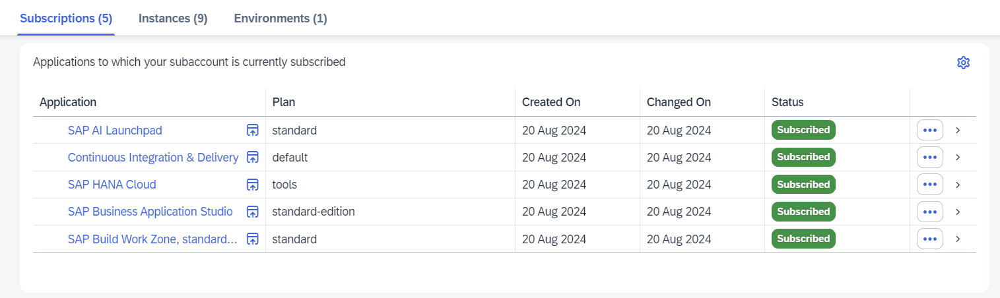 Subscriptions (5) Instances (9) Environments (1)
Applications to which your subaccount is currently subscribed
Application Plan Created On Changed On Status
SAP AI Launchpad standard 20 Aug 2024 20 Aug 2024 Subscribed
Continuous Integration & Delivery default 20 Aug 2024 20 Aug 2024 Subscribed
SAP HANA Cloud tools 20 Aug 2024 20 Aug 2024 Subscribed
SAP Business Application Studio standard-edition 20 Aug 2024 20 Aug 2024 Subscribed
SAP Build Work Zone, standard... standard 20 Aug 2024 20 Aug 2024 Subscribed